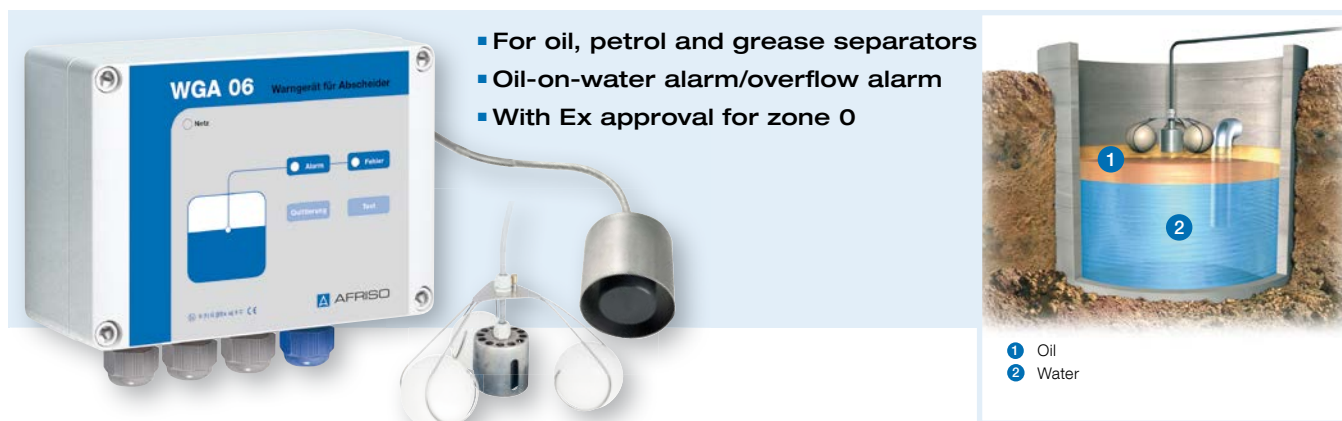 WGA 06 Warngerät für Abscheider
Netz
Alarm
Fehler
Quittierung
Test
AFRISO
For oil, petrol and grease separators
Oil-on-water alarm/overflow alarm
With Ex approval for zone 0
1
2
1 Oil
2 Water